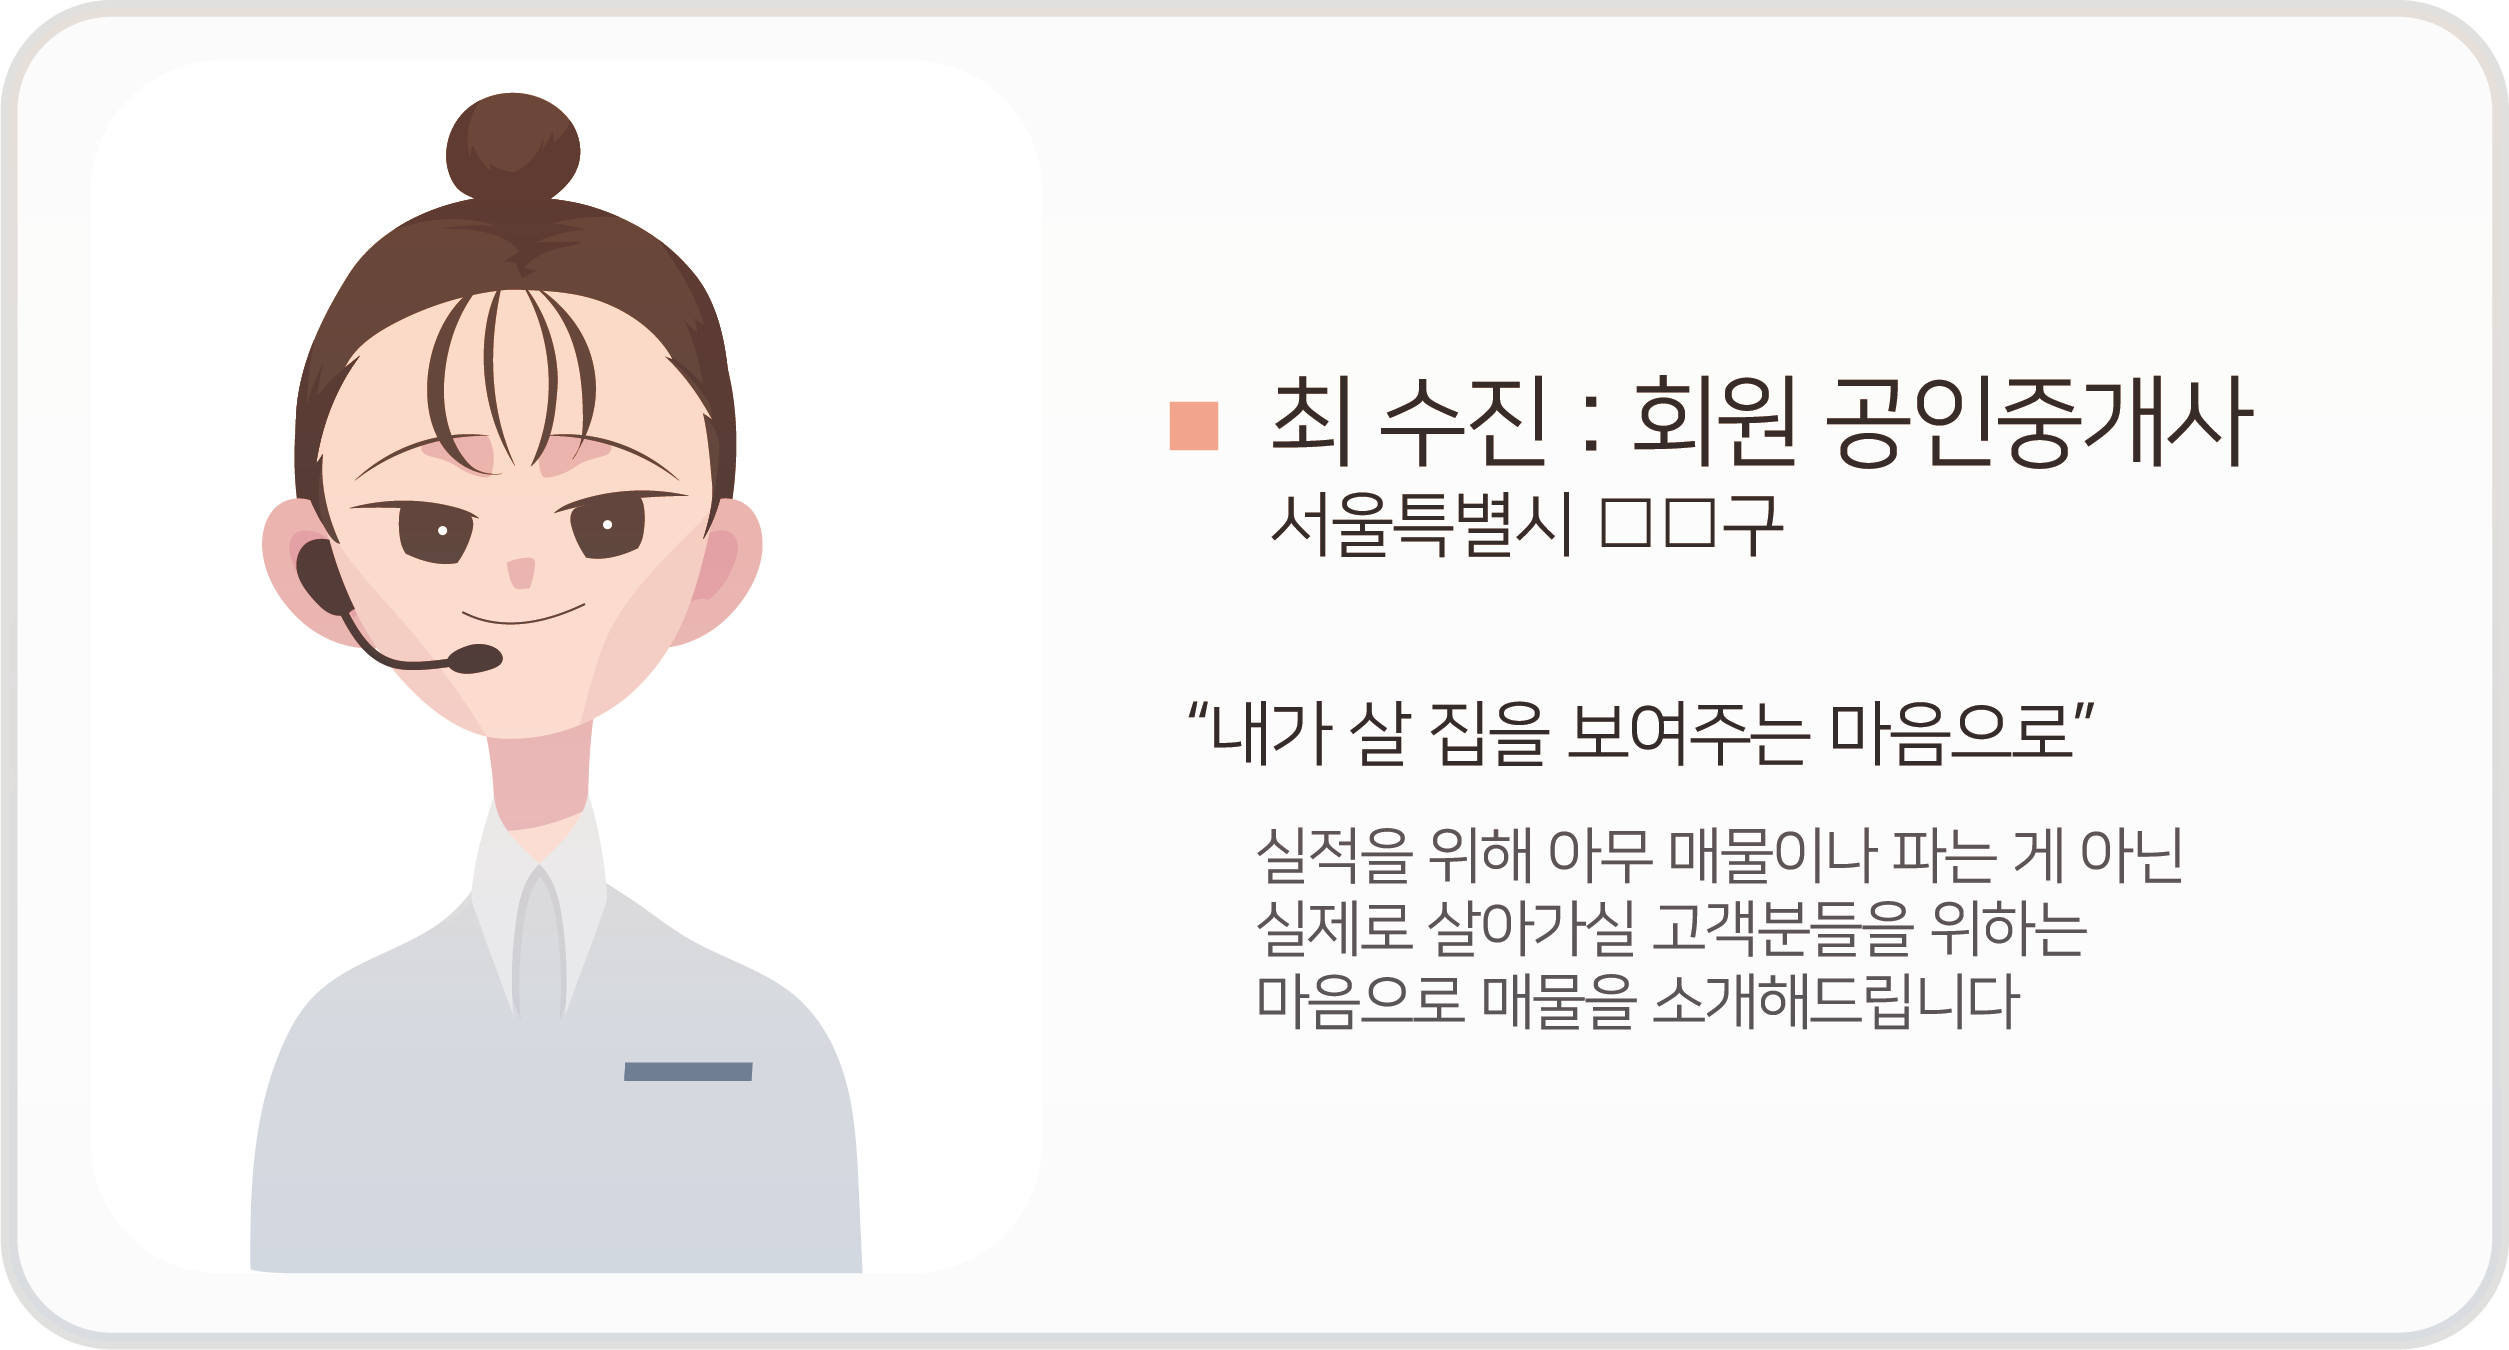 최 수진 : 회원 공인중개사
서울특별시 □□구
"내가 살 집을 보여주는 마음으로"
실적을 위해 아무 매물이나 파는 게 아닌
실제로 살아가실 고객분들을 위하는
마음으로 매물을 소개해드립니다